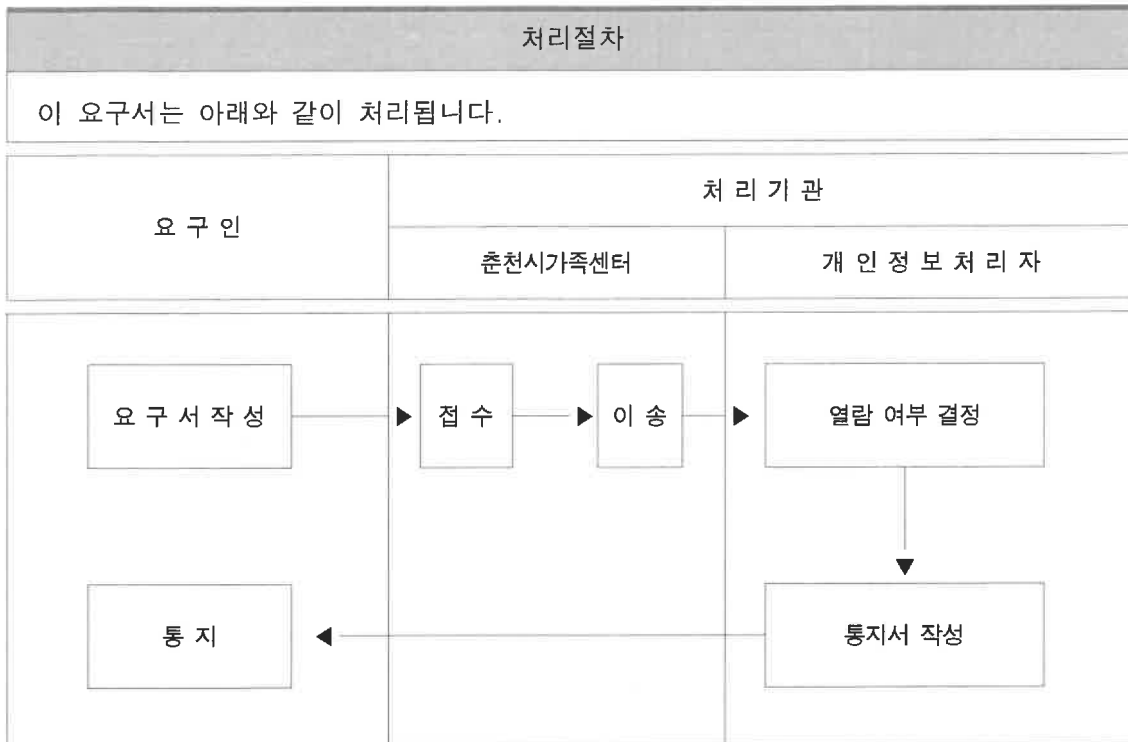 처리절차
이 요구서는 아래와 같이 처리됩니다.
요 구 인
처 리 기 관
춘천시가족센터
개 인 정 보 처 리 자
요 구 서 작 성
접 수
이 송
열람 여부 결정
통 지
통지서 작성